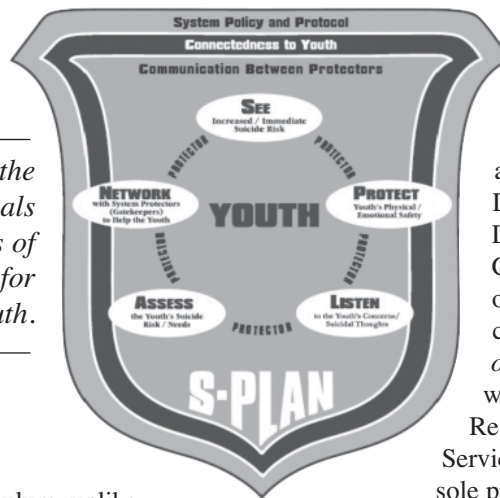 System Policy and Protocol
Connectedness to Youth
Communication Between Protectors
SEE
Increased / Immediate
Suicide Risk
PROTECTOR
PROTECTOR
NETWORK
with System Protectors
(Gatekeepers)
to Help the Youth
YOUTH
PROTECT
Youth's Physical /
Emotional Safety
PROTECTOR
PROTECTOR
ASSESS
the Youth's Suicide
Risk / Needs
LISTEN
to the Youth's Concerns/
Suicidal Thoughts
PROTECTOR
S-PLAN
the
als
s of
for
uth.
unlike
Re
Servic
sole p